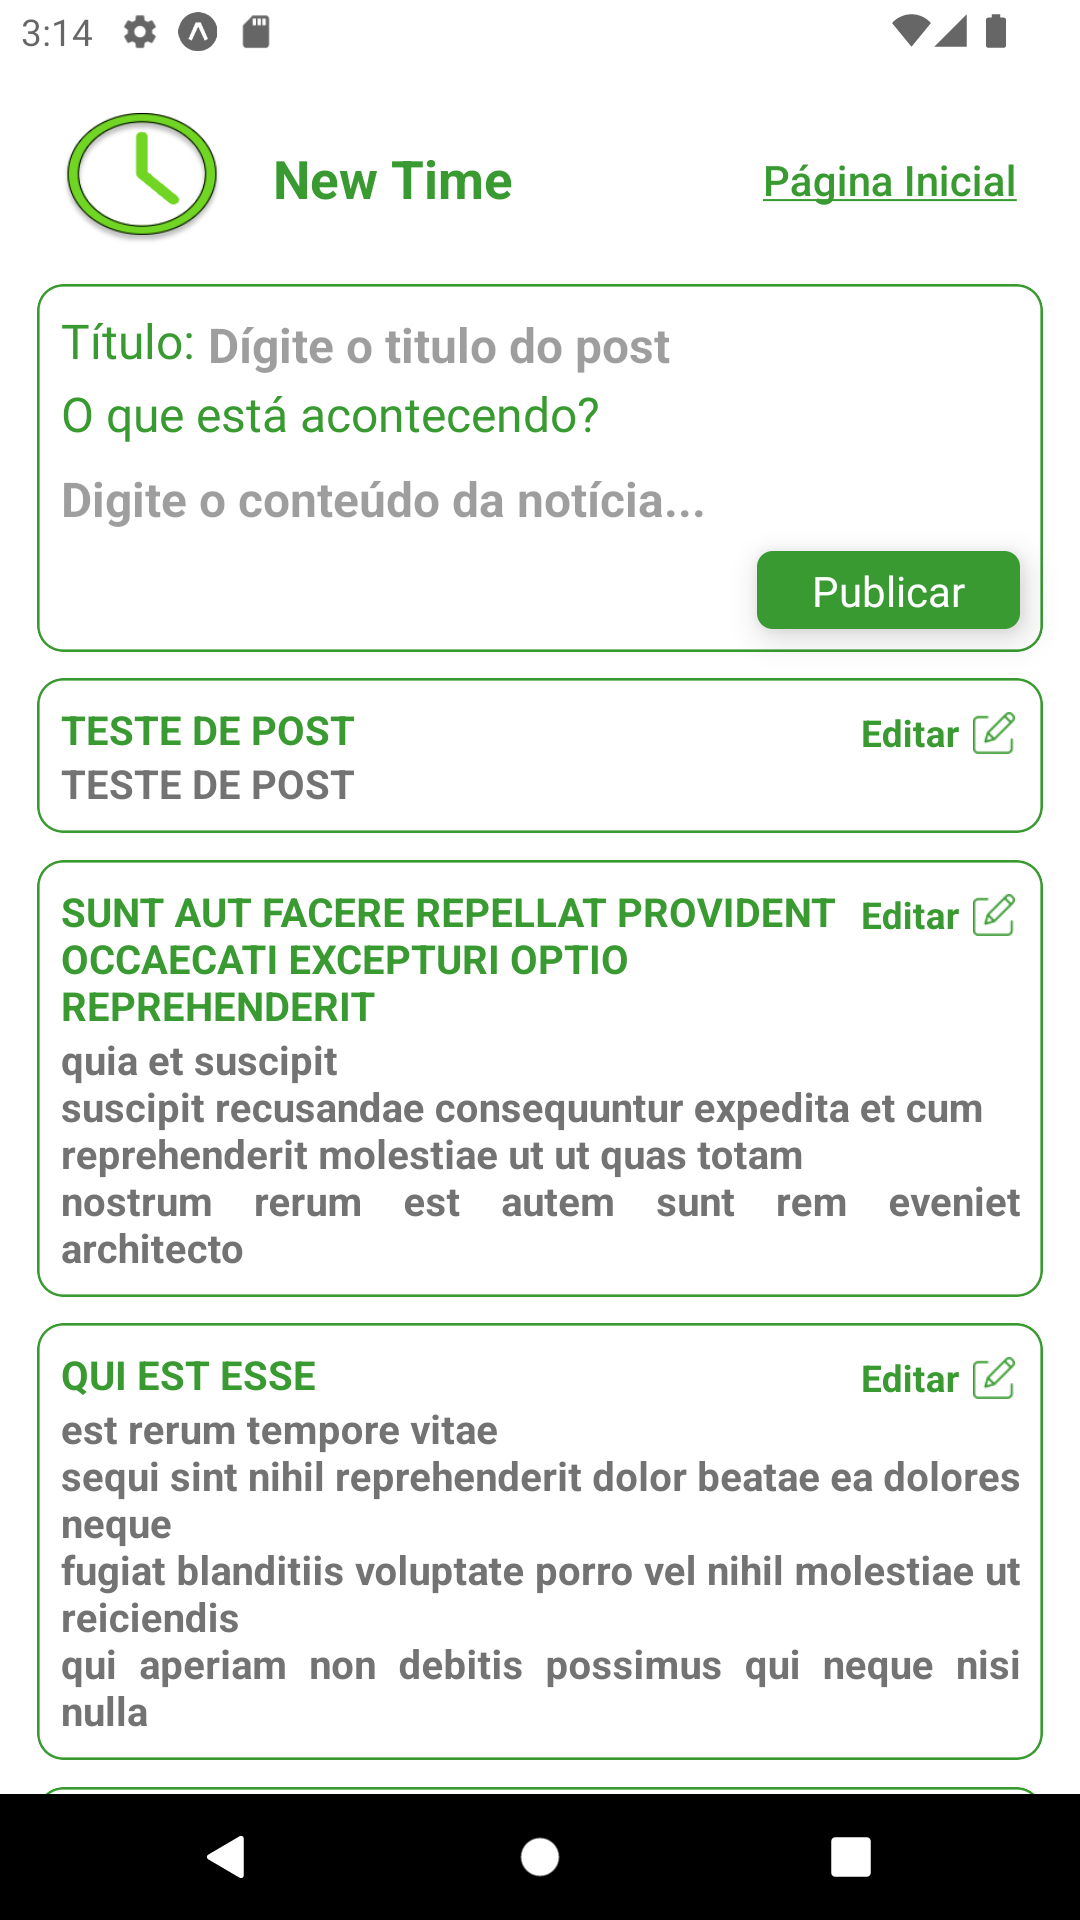 3:14
New Time
Página Inicial
Título: Dígite o titulo do post
O que está acontecendo?
Digite o conteúdo da notícia...
Publicar
TESTE DE POST
Editar
TESTE DE POST
SUNT AUT FACERE REPELLAT PROVIDENT
Editar
OCCAECATI EXCEPTURI OPTIO
REPREHENDERIT
quia et suscipit
suscipit recusandae consequuntur expedita et cum
reprehenderit molestiae ut ut quas totam
nostrum rerum est autem sunt rem eveniet
architecto
QUI EST ESSE
Editar
est rerum tempore vitae
sequi sint nihil reprehenderit dolor beatae ea dolores
neque
fugiat blanditiis voluptate porro vel nihil molestiae ut
reiciendis
qui aperiam non debitis possimus qui neque nisi
nulla